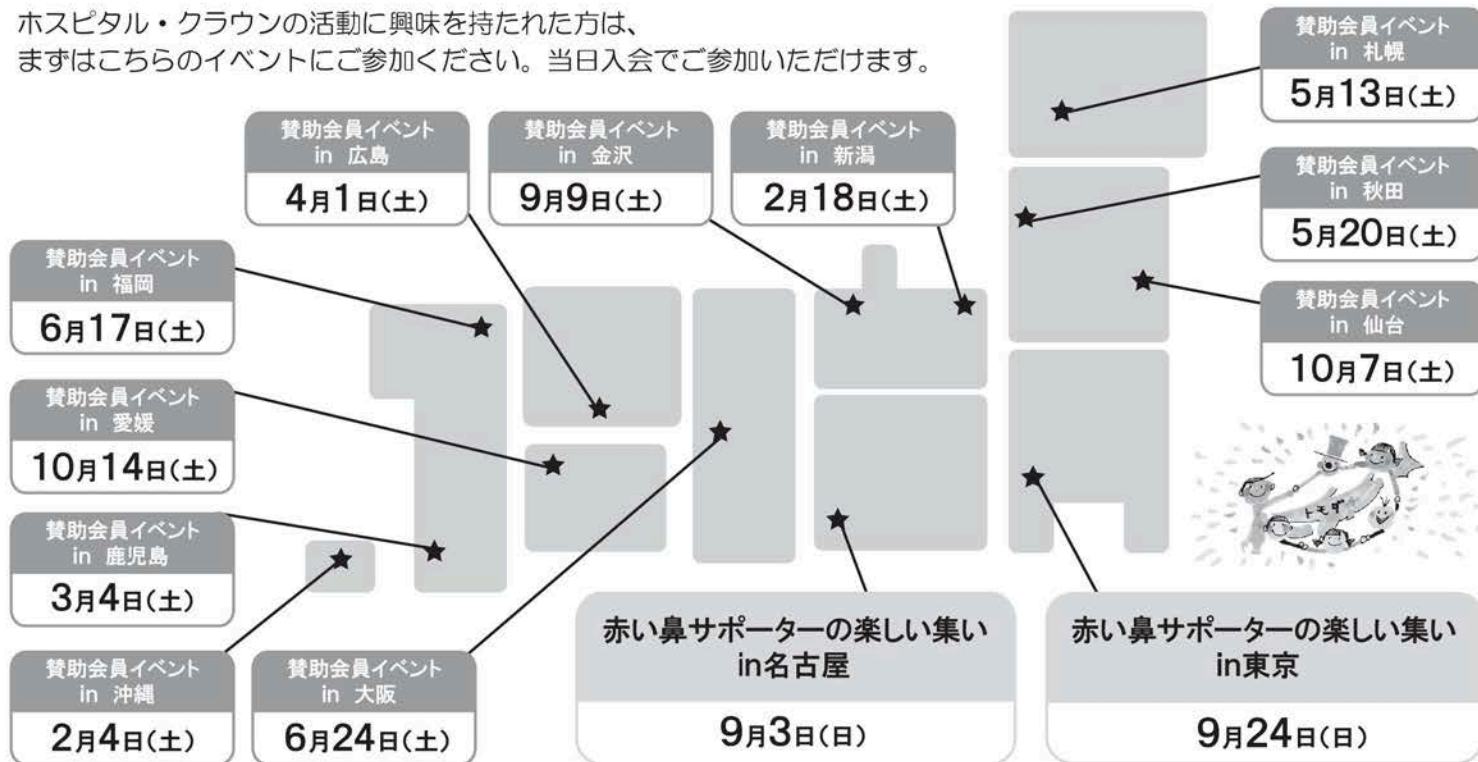 ホスピタル・クラウンの活動に興味を持たれた方は、
まずはこちらのイベントにご参加ください。当日入会でご参加いただけます。
賛助会員イベント
in 札幌
5月13日(土)
賛助会員イベント
in 広島
4月1日(土)
賛助会員イベント
in 金沢
9月9日(土)
賛助会員イベント
in 新潟
2月18日(土)
賛助会員イベント
in 秋田
5月20日(土)
賛助会員イベント
in 福岡
6月17日(土)
賛助会員イベント
in 仙台
10月7日(土)
賛助会員イベント
in 愛媛
10月14日(土)
賛助会員イベント
in 鹿児島
3月4日(土)
賛助会員イベント
in 沖縄
2月4日(土)
賛助会員イベント
in 大阪
6月24日(土)
赤い鼻サポーターの楽しい集い
in名古屋
9月3日(日)
赤い鼻サポーターの楽しい集い
in東京
9月24日(日)